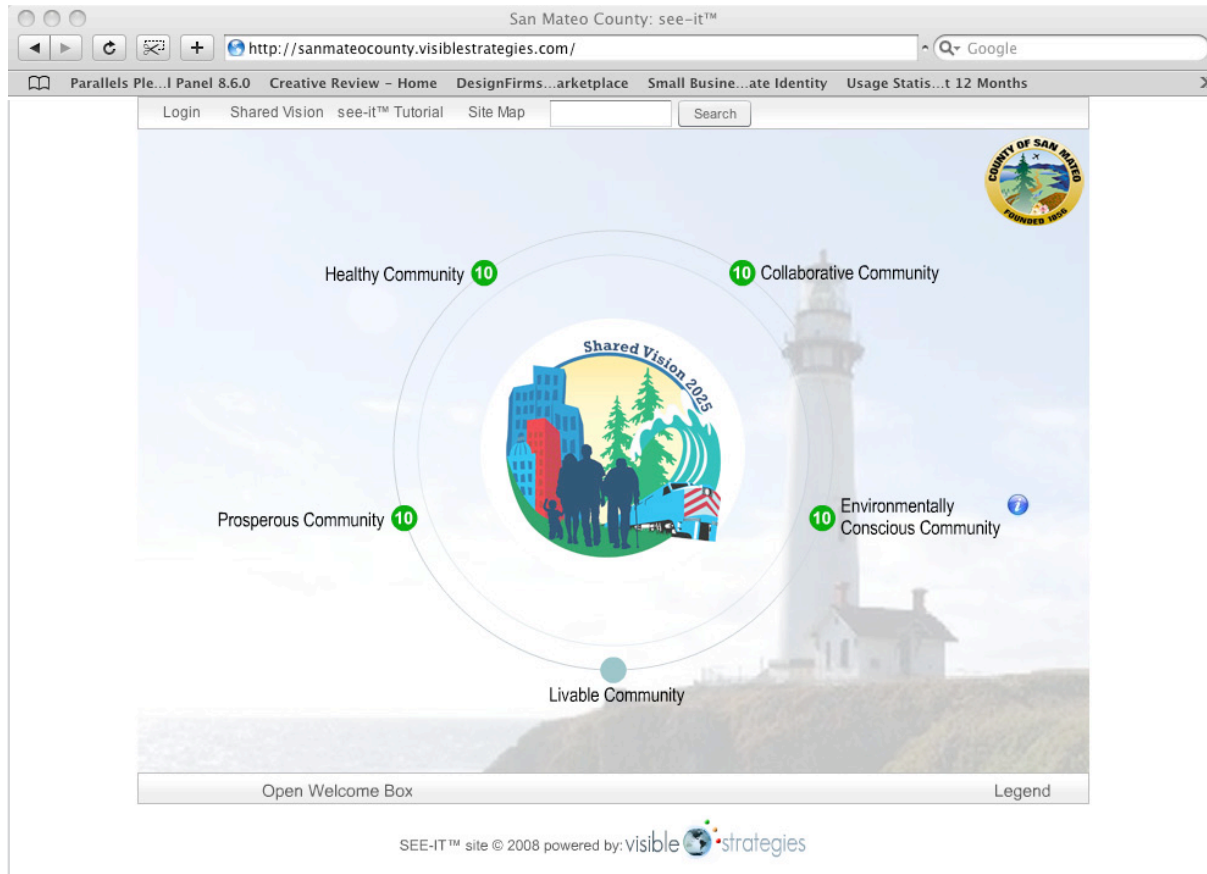 San Mateo County: see-it™
http://sanmateocounty.visiblestrategies.com/
Google
Parallels Ple...l Panel 8.6.0 Creative Review – Home DesignFirms...arketplace Small Busine...ate Identity Usage Statis...t 12 Months
Login Shared Vision see-it™ Tutorial Site Map Search
COUNTY OF SAN MATEO
FOUNDED 1856
Healthy Community 10
10 Collaborative Community
Shared Vision 2025
Prosperous Community 10
10 Environmentally
Conscious Community
i
Livable Community
Open Welcome Box Legend
SEE-IT™ site © 2008 powered by: visible strategies